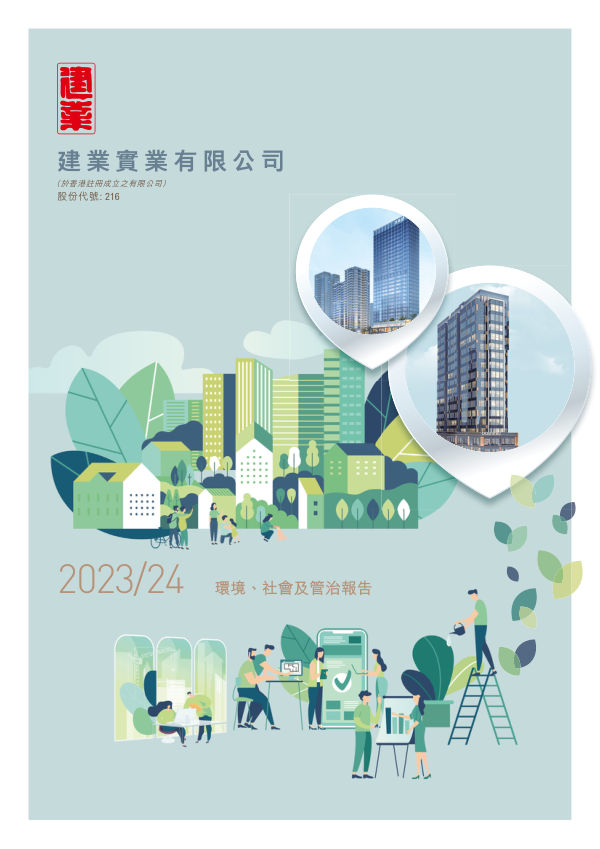 建業
建業實業有限公司
(於香港註冊成立之有限公司)
股份代號: 216
2023/24 環境、社會及管治報告